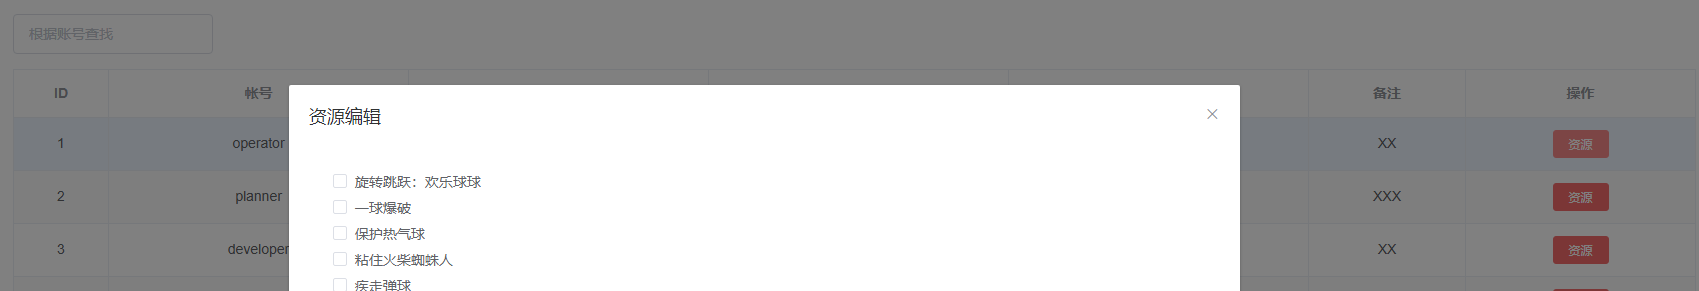 根据账号查找
ID 帐号 备注 操作
资源编辑
1 operator XX 资源
旋转跳跃：欢乐球球
2 planner XXX 资源
一球爆破
保护热气球
3 developer XX 资源
粘住火柴蜘蛛人
疾走弹球